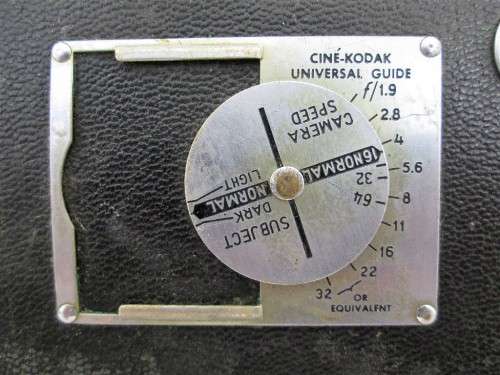 CINÉ-KODAK
UNIVERSAL GUIDE
f/1.9
2.8
4
5.6
8
11
16
22
32
OR
EQUIVALENT
CAMERA
SPEED
16 NORMAL
32
64
LIGHT
NORMAL
DARK
SUBJECT